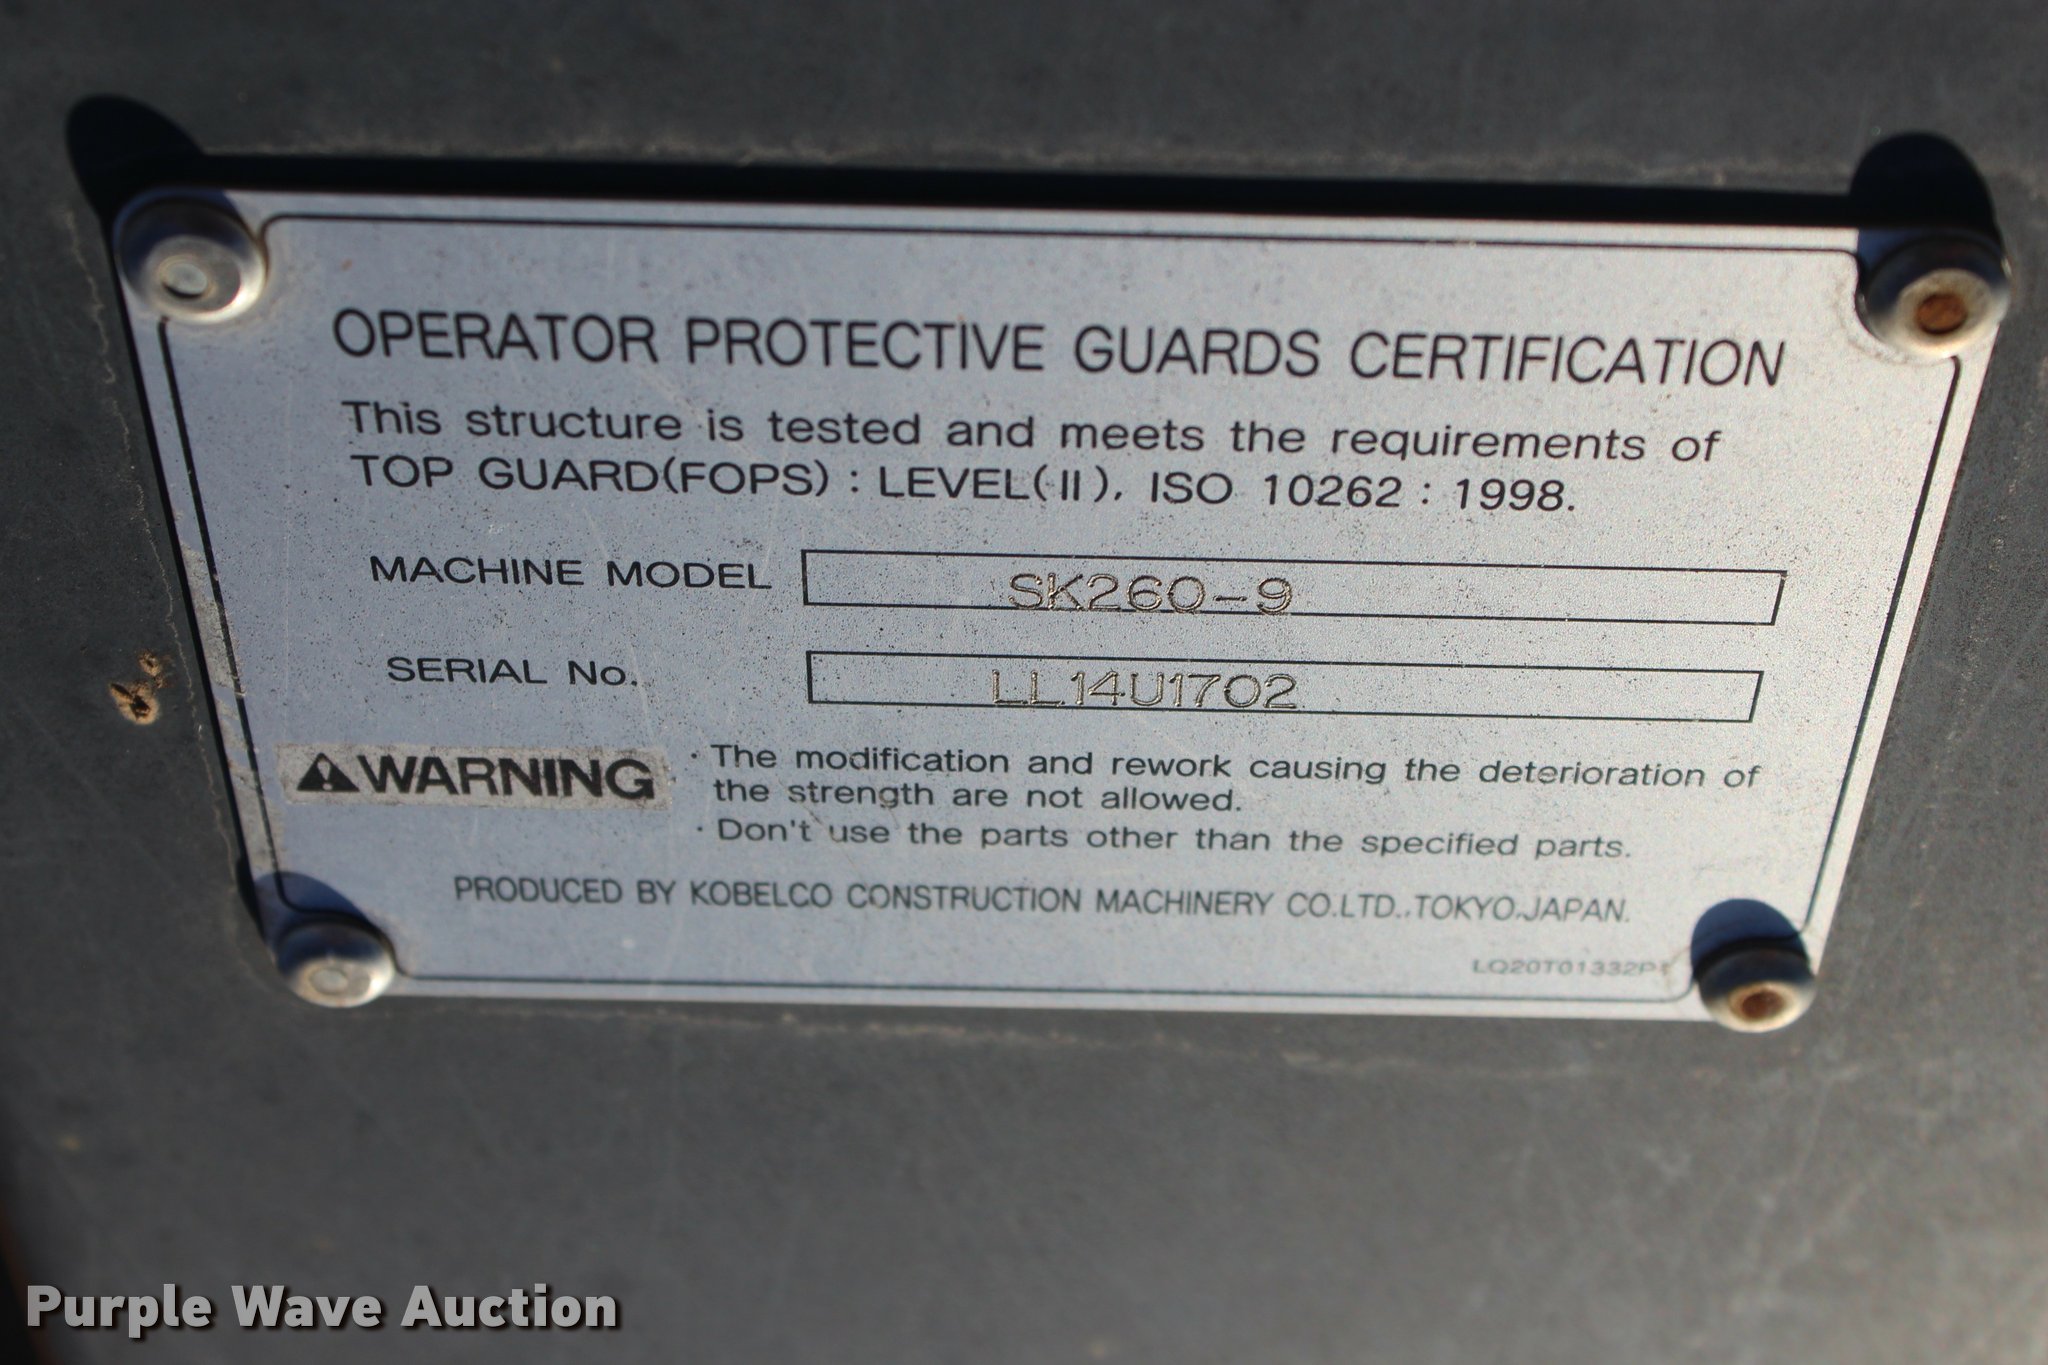 OPERATOR PROTECTIVE GUARDS CERTIFICATION
This structure is tested and meets the requirements of
TOP GUARD(FOPS) : LEVEL(II), ISO 10262 : 1998.
MACHINE MODEL SK260-9
SERIAL No. LL14U1702
WARNING
· The modification and rework causing the deterioration of
the strength are not allowed.
· Don't use the parts other than the specified parts.
PRODUCED BY KOBELCO CONSTRUCTION MACHINERY CO.LTD.,TOKYO,JAPAN.
LQ20T01332P1
Purple Wave Auction